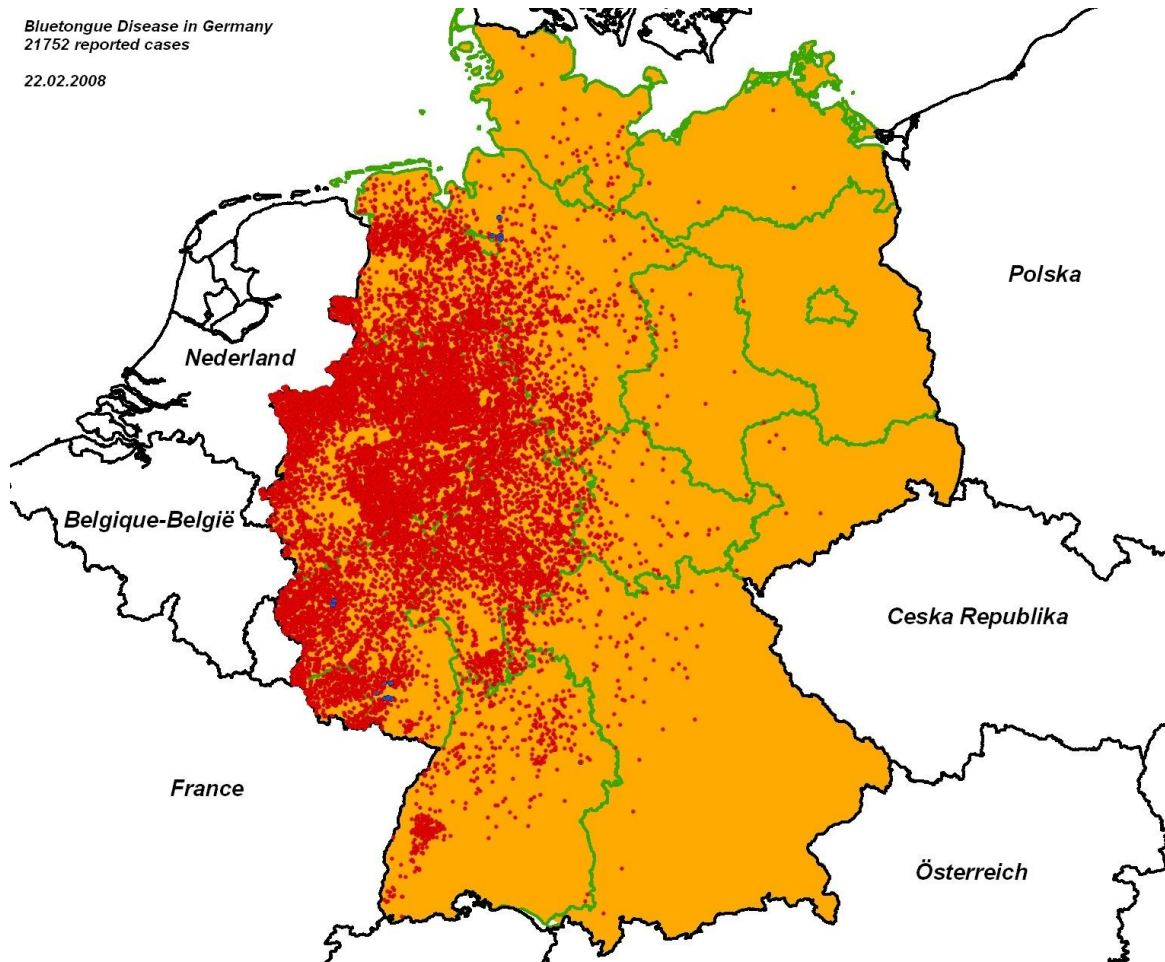 Bluetongue Disease in Germany
21752 reported cases
22.02.2008
Polska
Nederland
Belgique-België
Ceska Republika
France
Österreich